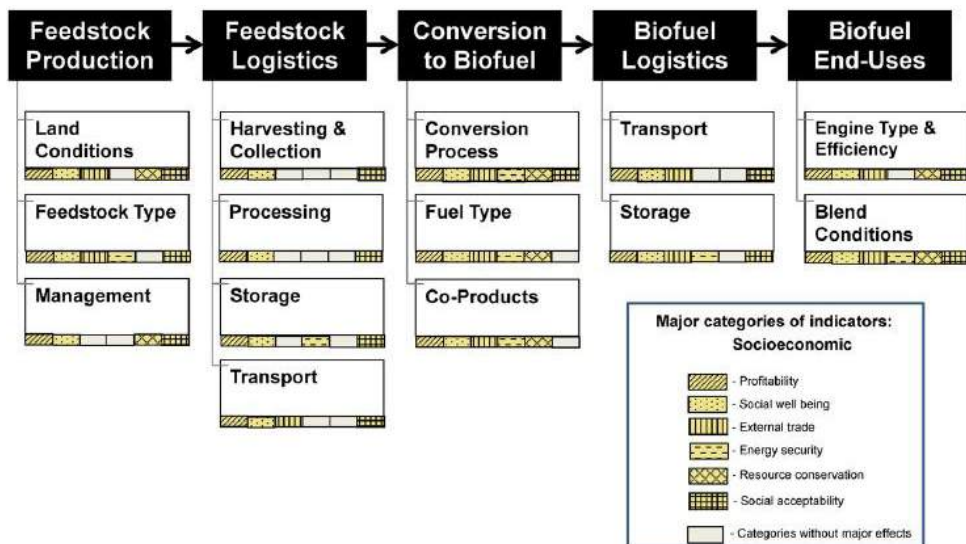 Feedstock
Production
Feedstock
Logistics
Conversion
to Biofuel
Biofuel
Logistics
Biofuel
End-Uses
Land
Conditions
Feedstock Type
Management
Harvesting &
Collection
Processing
Storage
Transport
Conversion
Process
Fuel Type
Co-Products
Transport
Storage
Engine Type &
Efficiency
Blend
Conditions
Major categories of indicators:
Socioeconomic
- Profitability
- Social well being
- External trade
- Energy security
- Resource conservation
- Social acceptability
- Categories without major effects